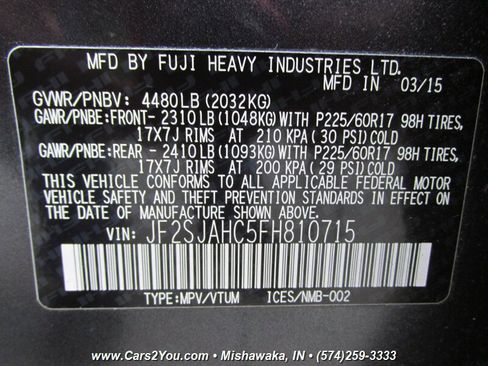 MFD BY FUJI HEAVY INDUSTRIES LTD.
MFD IN 03/15
GVWR/PNBV: 4480LB(2032KG)
GAWR/PNBE:FRONT-2310LB(1048KG)WITH P225/60R17 98H TIRES,
17X7J RIMS AT 210 KPA(30 PSI)COLD
GAWR/PNBE:REAR -2410LB(1093KG)WITH P225/60R17 98H TIRES,
17X7J RIMS AT 200 KPA(29 PSI)COLD
THIS VEHICLE CONFORMS TO ALL APPLICABLE FEDERAL MOTOR
VEHICLE SAFETY AND THEFT PREVENTION STANDARDS IN EFFECT
ON THE DATE OF MANUFACTURE SHOWN ABOVE.
VIN: JF2SJAHC5FH810715
TYPE:MPV/VTUM ICES/NMB-002
www.Cars2You.com - Mishawaka, IN - (574)259-3333